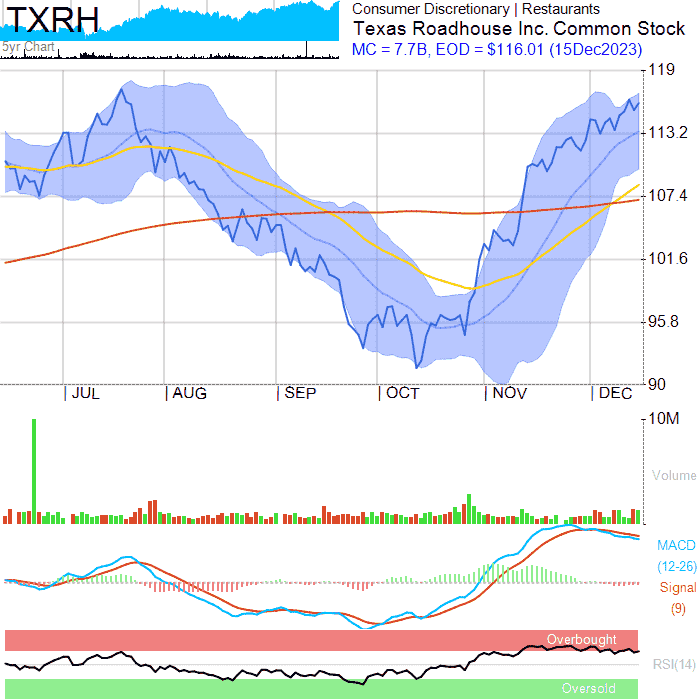 TXRH
5yr Chart
Consumer Discretionary | Restaurants
Texas Roadhouse Inc. Common Stock
MC = 7.7B, EOD = $116.01 (15Dec2023)
119
113.2
107.4
101.6
95.8
90
JUL AUG SEP OCT NOV DEC
10M
Volume
MACD
(12-26)
Signal
(9)
Overbought
RSI(14)
Oversold